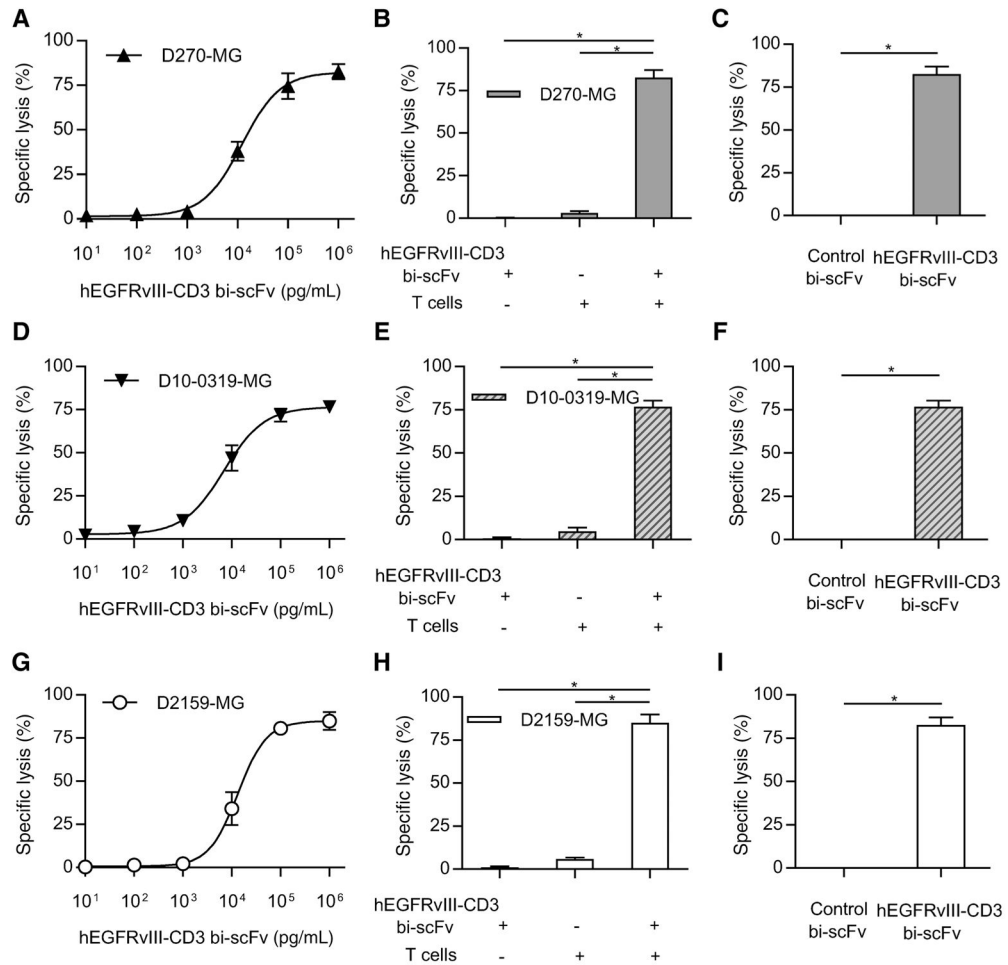 A
Specific lysis (%)
100
75
50
25
0
D270-MG
10¹ 10² 10³ 10⁴ 10⁵ 10⁶
hEGFRvIII-CD3 bi-scFv (pg/mL)
B
Specific lysis (%)
100
75
50
25
0
*
*
D270-MG
hEGFRvIII-CD3
bi-scFv + - +
T cells - + +
C
Specific lysis (%)
100
75
50
25
0
*
Control hEGFRvIII-CD3
bi-scFv bi-scFv
D
Specific lysis (%)
100
75
50
25
0
D10-0319-MG
10¹ 10² 10³ 10⁴ 10⁵ 10⁶
hEGFRvIII-CD3 bi-scFv (pg/mL)
E
Specific lysis (%)
100
75
50
25
0
*
*
D10-0319-MG
hEGFRvIII-CD3
bi-scFv + - +
T cells - + +
F
Specific lysis (%)
100
75
50
25
0
*
Control hEGFRvIII-CD3
bi-scFv bi-scFv
G
Specific lysis (%)
100
75
50
25
0
D2159-MG
10¹ 10² 10³ 10⁴ 10⁵ 10⁶
hEGFRvIII-CD3 bi-scFv (pg/mL)
H
Specific lysis (%)
100
75
50
25
0
*
*
D2159-MG
hEGFRvIII-CD3
bi-scFv + - +
T cells - + +
I
Specific lysis (%)
100
75
50
25
0
*
Control hEGFRvIII-CD3
bi-scFv bi-scFv